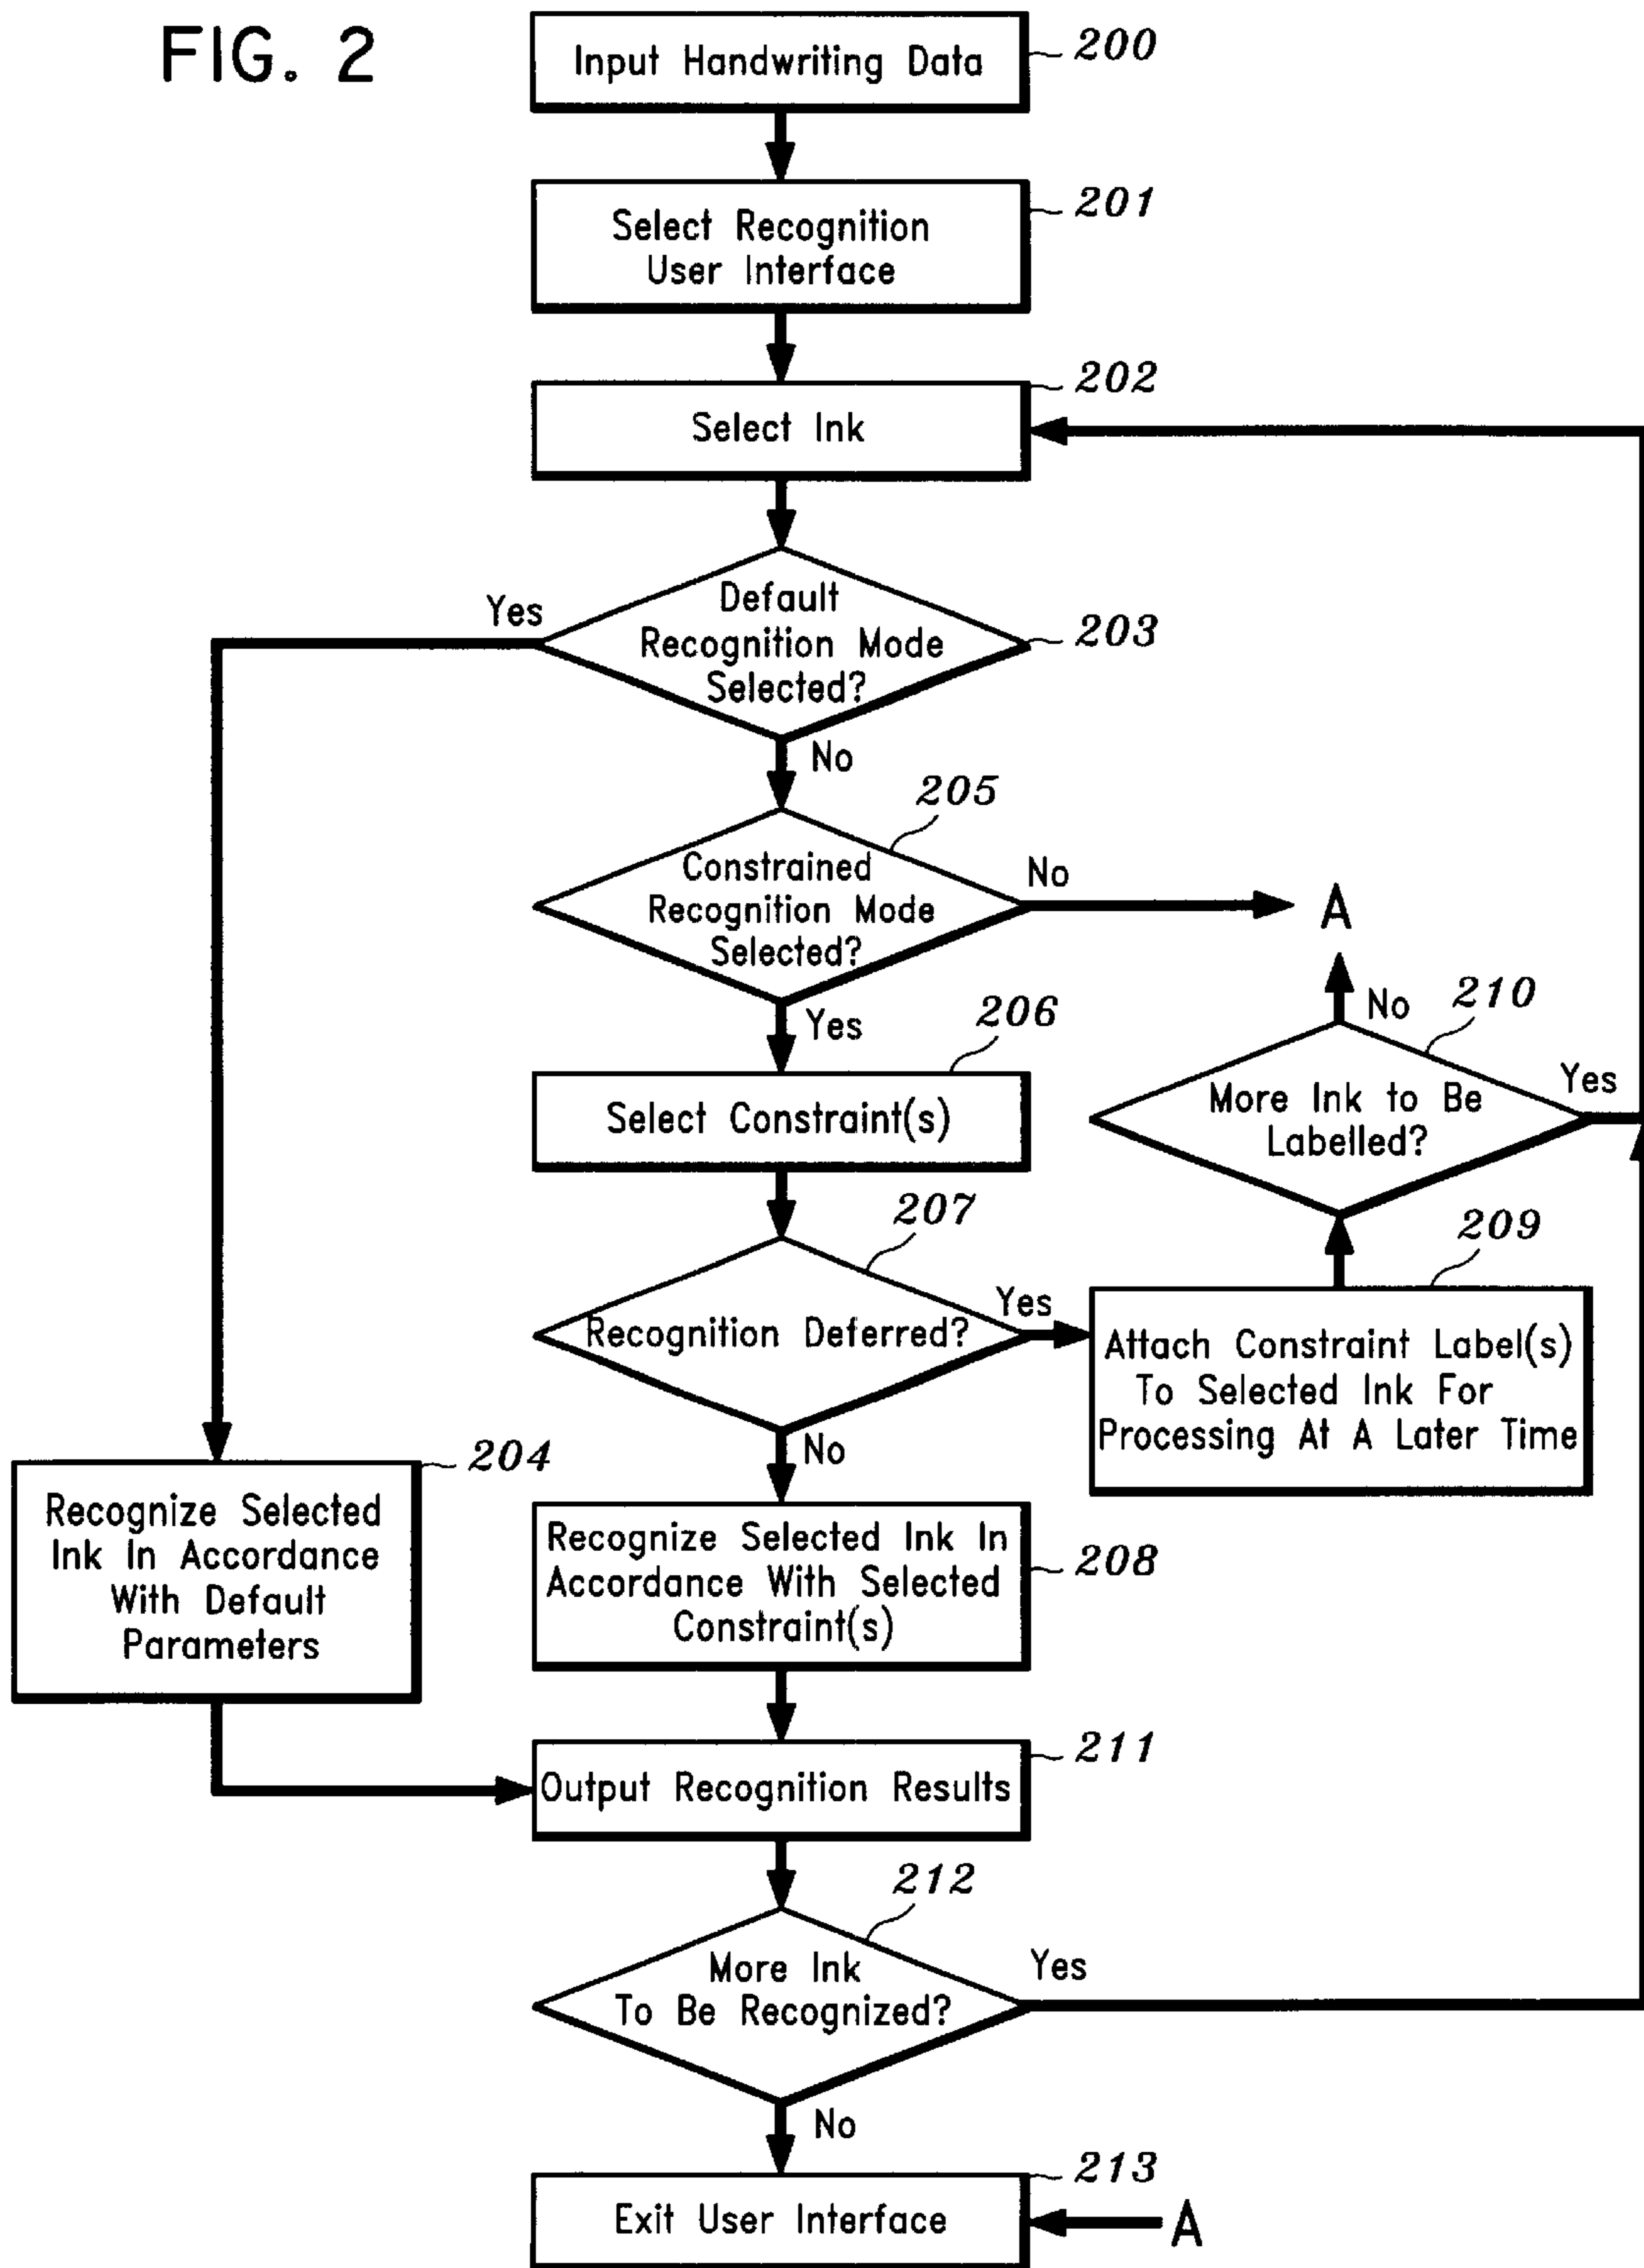 FIG. 2
Input Handwriting Data
200
Select Recognition
User Interface
201
Select Ink
202
Default
Recognition Mode
Selected?
203
Yes
No
Constrained
Recognition Mode
Selected?
205
No
A
Yes
Select Constraint(s)
206
Recognition Deferred?
207
Yes
No
Attach Constraint Label(s)
To Selected Ink For
Processing At A Later Time
209
More Ink to Be
Labelled?
210
No
Yes
Recognize Selected
Ink In Accordance
With Default
Parameters
204
Recognize Selected Ink In
Accordance With Selected
Constraint(s)
208
Output Recognition Results
211
More Ink
To Be Recognized?
212
Yes
No
Exit User Interface
213
A